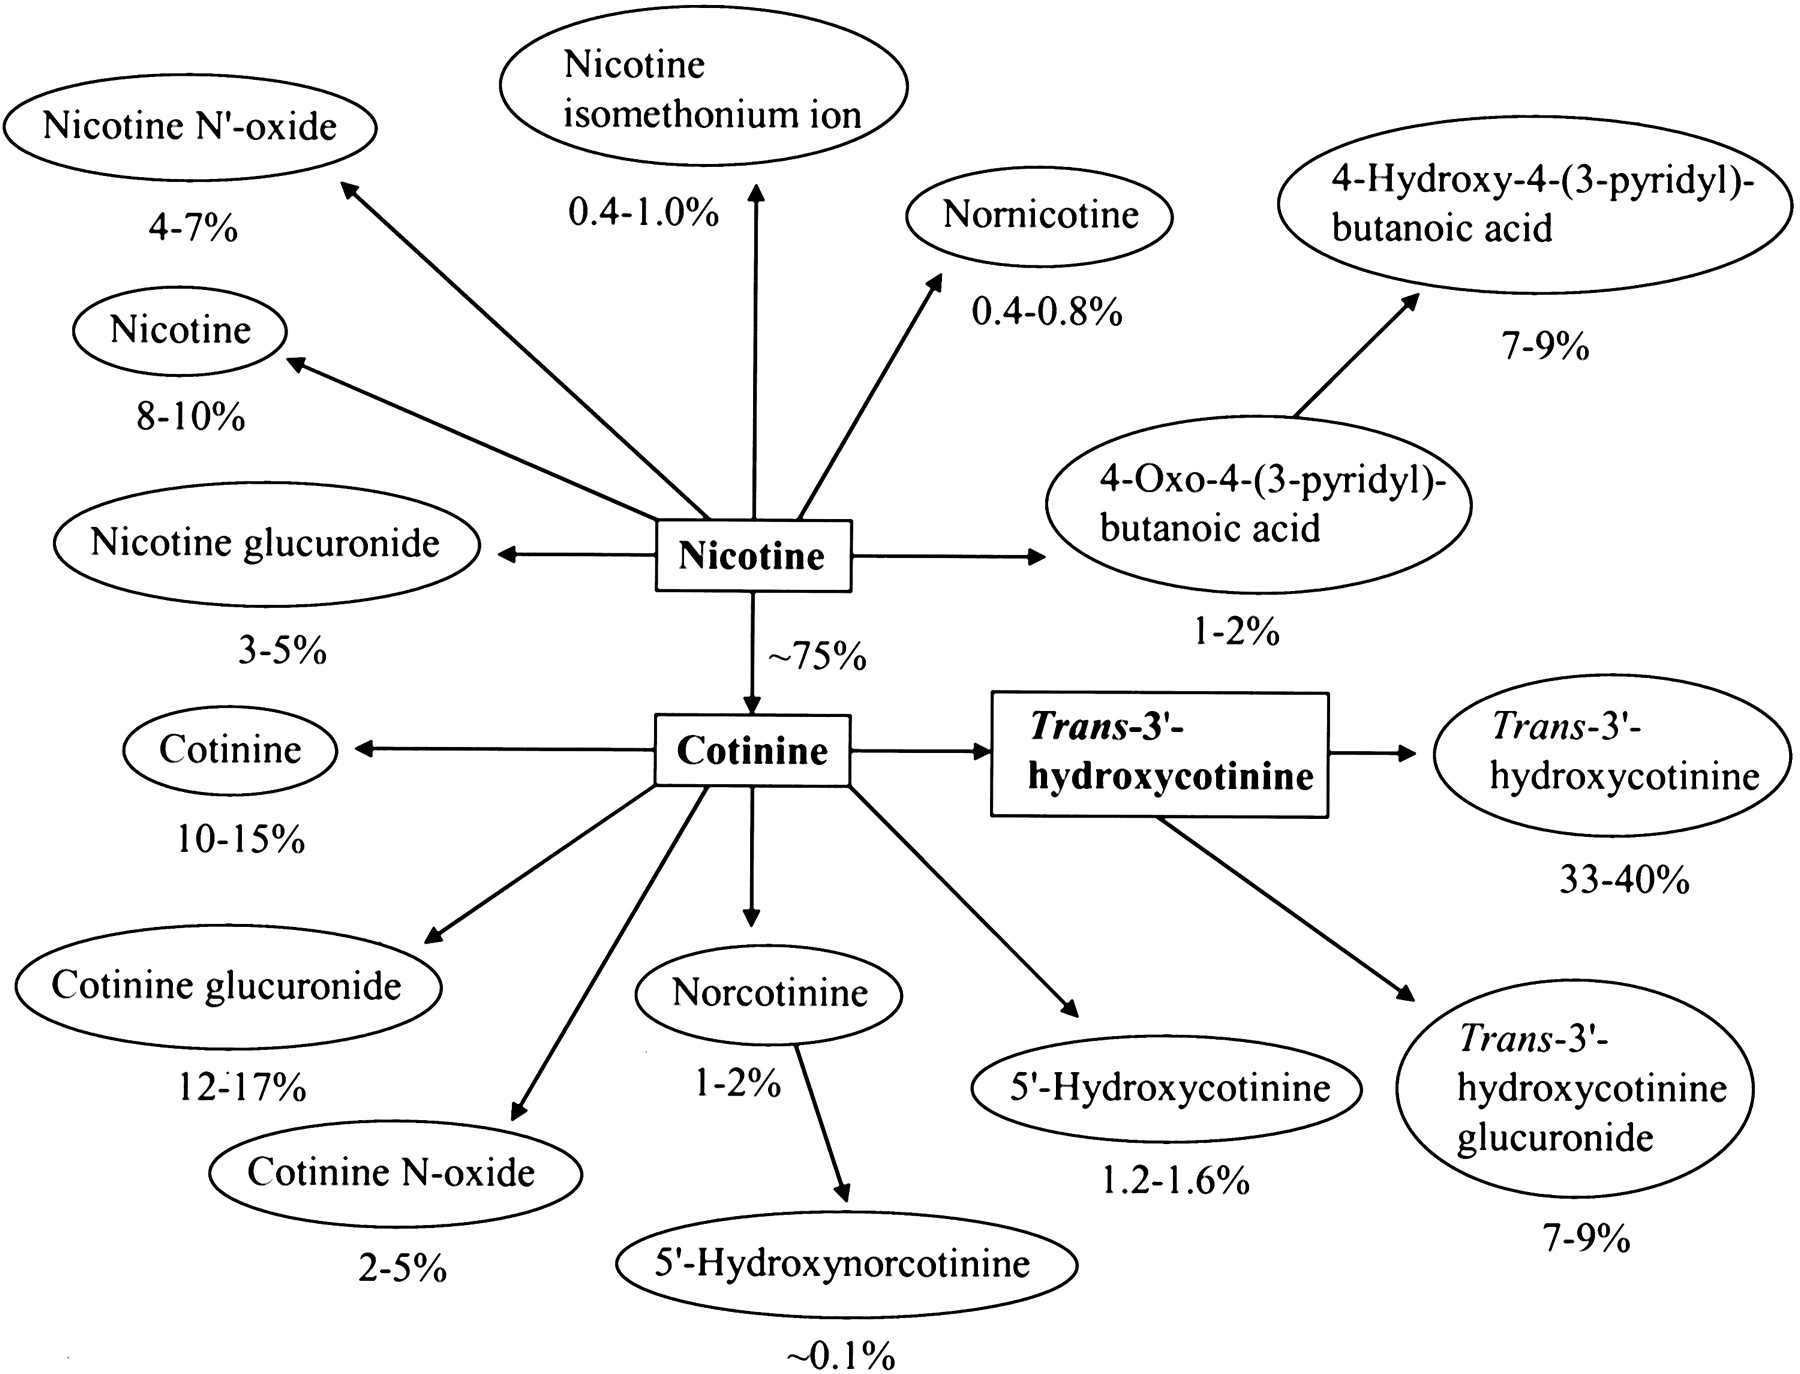 Nicotine
isomethonium ion
0.4-1.0%
Nicotine N'-oxide
4-7%
Nornicotine
0.4-0.8%
4-Hydroxy-4-(3-pyridyl)-
butanoic acid
7-9%
Nicotine
8-10%
4-Oxo-4-(3-pyridyl)-
butanoic acid
1-2%
Nicotine glucuronide
3-5%
Nicotine
~75%
Cotinine
10-15%
Cotinine
Trans-3'-
hydroxycotinine
Trans-3'-
hydroxycotinine
33-40%
Cotinine glucuronide
12-17%
Norcotinine
1-2%
5'-Hydroxycotinine
1.2-1.6%
Trans-3'-
hydroxycotinine
glucuronide
7-9%
Cotinine N-oxide
2-5%
5'-Hydroxynorcotinine
~0.1%